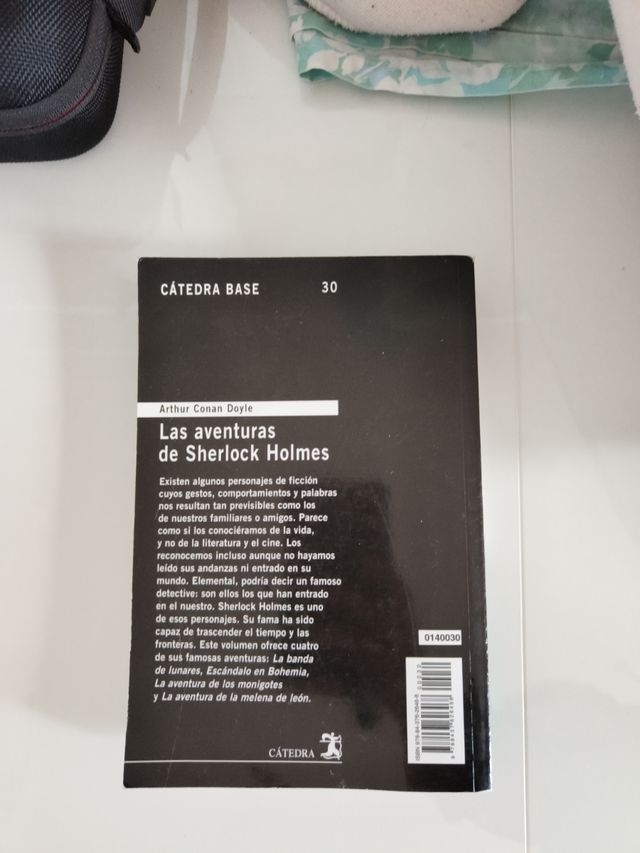 CÁTEDRA BASE 30
Arthur Conan Doyle
Las aventuras
de Sherlock Holmes
Existen algunos personajes de ficción
cuyos gestos, comportamientos y palabras
nos resultan tan previsibles como los
de nuestros familiares o amigos. Parece
como si los conociéramos de la vida,
y no de la literatura y el cine. Los
reconocemos incluso aunque no hayamos
leído sus andanzas ni entrado en su
mundo. Elemental, podría decir un famoso
detective: son ellos los que han entrado
en el nuestro. Sherlock Holmes es uno
de esos personajes. Su fama ha sido
capaz de trascender el tiempo y las
fronteras. Este volumen ofrece cuatro
de sus famosas aventuras: La banda
de lunares, Escándalo en Bohemia,
La aventura de los monigotes
y La aventura de la melena de león.
0140030
CÁTEDRA